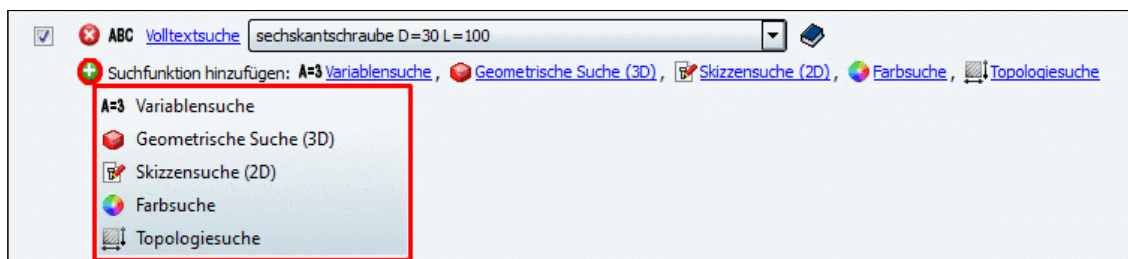 ABC Volltextsuche sechskantschraube D=30 L=100
Suchfunktion hinzufügen: A=3 Variablensuche , Geometrische Suche (3D) , Skizzensuche (2D) , Farbsuche , Topologiesuche
A=3 Variablensuche
Geometrische Suche (3D)
Skizzensuche (2D)
Farbsuche
Topologiesuche